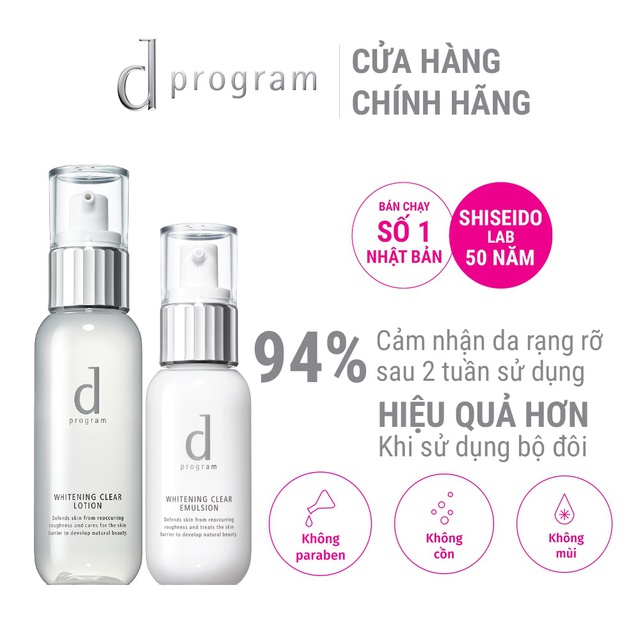 d program
CỬA HÀNG
CHÍNH HÃNG
BÁN CHẠY
SỐ 1
NHẬT BẢN
SHISEIDO
LAB
50 NĂM
94%
Cảm nhận da rạng rỡ
sau 2 tuần sử dụng
HIỆU QUẢ HƠN
Khi sử dụng bộ đôi
d
program
WHITENING CLEAR
LOTION
Defends skin from reoccurring
roughness and cares for the skin
barrier to develop natural beauty.
d
program
WHITENING CLEAR
EMULSION
Defends skin from reoccurring
roughness and treats the skin
barrier to develop natural beauty.
Không
paraben
Không
cồn
Không
mùi